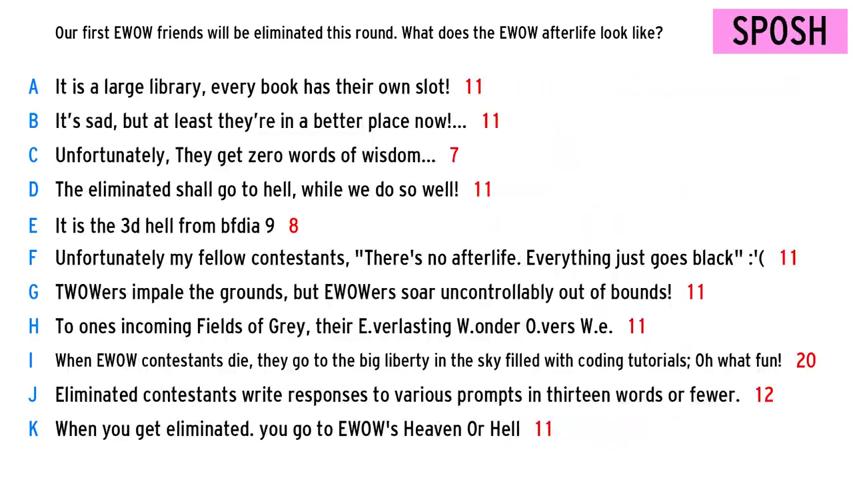 Our first EWOW friends will be eliminated this round. What does the EWOW afterlife look like?
SPOSH
A It is a large library, every book has their own slot! 11
B It's sad, but at least they're in a better place now!... 11
C Unfortunately, They get zero words of wisdom... 7
D The eliminated shall go to hell, while we do so well! 11
E It is the 3d hell from bfdia 9 8
F Unfortunately my fellow contestants, "There's no afterlife. Everything just goes black" :'( 11
G TWOWers impale the grounds, but EWOWers soar uncontrollably out of bounds! 11
H To ones incoming Fields of Grey, their E.verlasting W.onder O.vers W.e. 11
I When EWOW contestants die, they go to the big liberty in the sky filled with coding tutorials; Oh what fun! 20
J Eliminated contestants write responses to various prompts in thirteen words or fewer. 12
K When you get eliminated. you go to EWOW's Heaven Or Hell 11